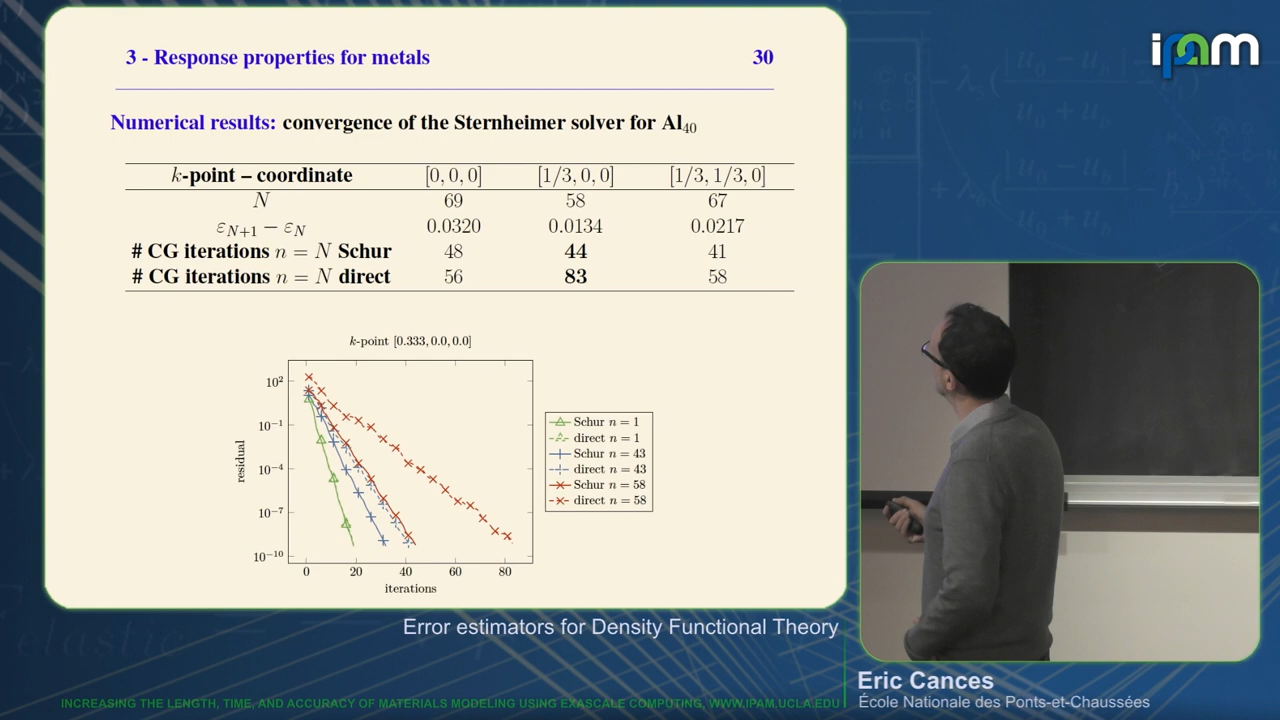 3 - Response properties for metals 30
ipam
Numerical results: convergence of the Sternheimer solver for Al₄₀
k-point – coordinate [0, 0, 0] [1/3, 0, 0] [1/3, 1/3, 0]
N 69 58 67
εN+1 − εN 0.0320 0.0134 0.0217
# CG iterations n = N Schur 48 44 41
# CG iterations n = N direct 56 83 58
k-point [0.333, 0.0, 0.0]
10²
10⁻¹
10⁻⁴
10⁻⁷
10⁻¹⁰
residual
0 20 40 60 80
iterations
Schur n = 1
direct n = 1
Schur n = 43
direct n = 43
Schur n = 58
direct n = 58
Error estimators for Density Functional Theory
Eric Cances
École Nationale des Ponts-et-Chaussées
INCREASING THE LENGTH, TIME, AND ACCURACY OF MATERIALS MODELING USING EXASCALE COMPUTING, WWW.IPAM.UCLA.EDU
elastic